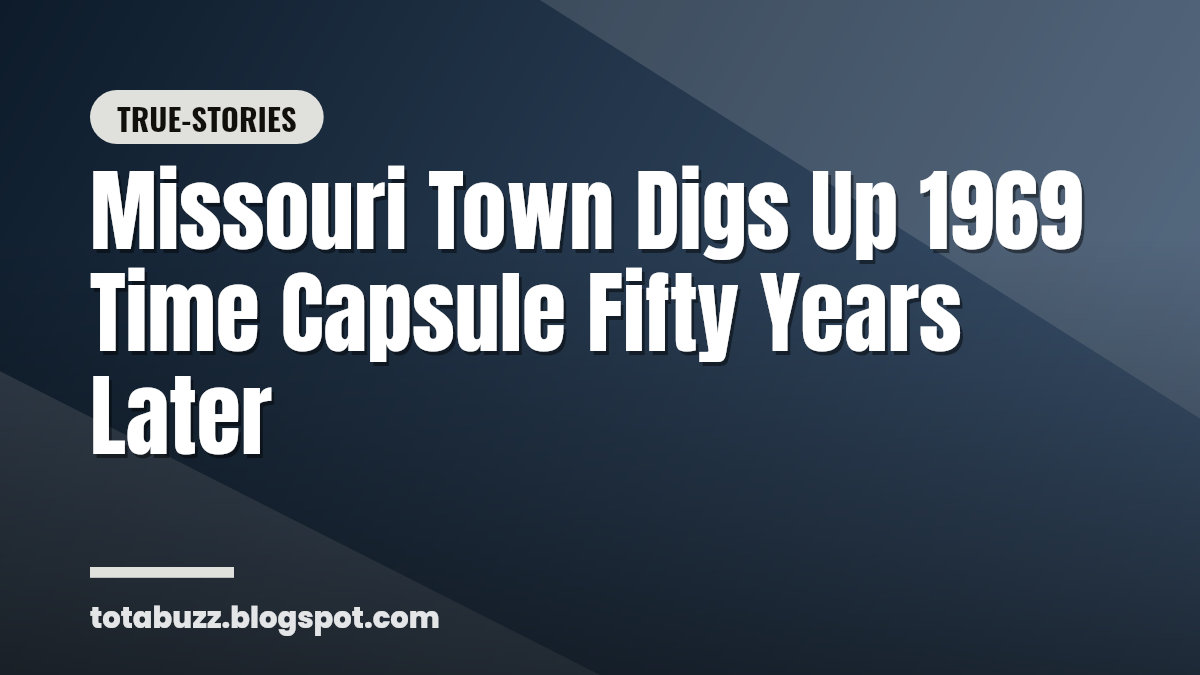 TRUE-STORIES
Missouri Town Digs Up 1969
Time Capsule Fifty Years
Later
totabuzz.blogspot.com